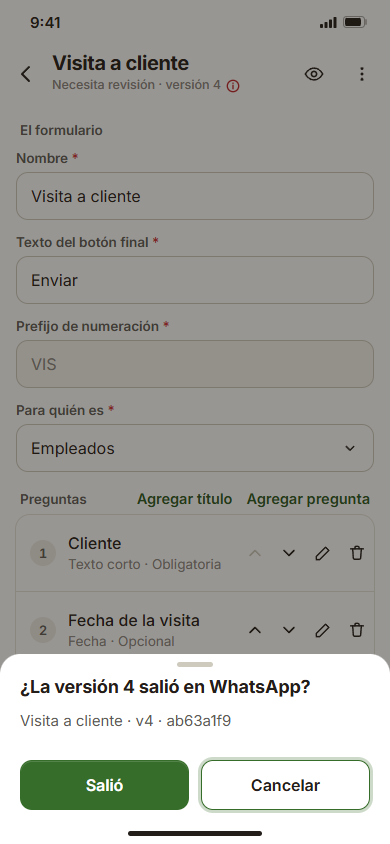 9:41
Visita a cliente
Necesita revisión · versión 4
El formulario
Nombre *
Visita a cliente
Texto del botón final *
Enviar
Prefijo de numeración *
VIS
Para quién es *
Empleados
Preguntas Agregar título Agregar pregunta
1 Cliente
Texto corto · Obligatoria
2 Fecha de la visita
Fecha · Opcional
¿La versión 4 salió en WhatsApp?
Visita a cliente · v4 · ab63a1f9
Salió Cancelar